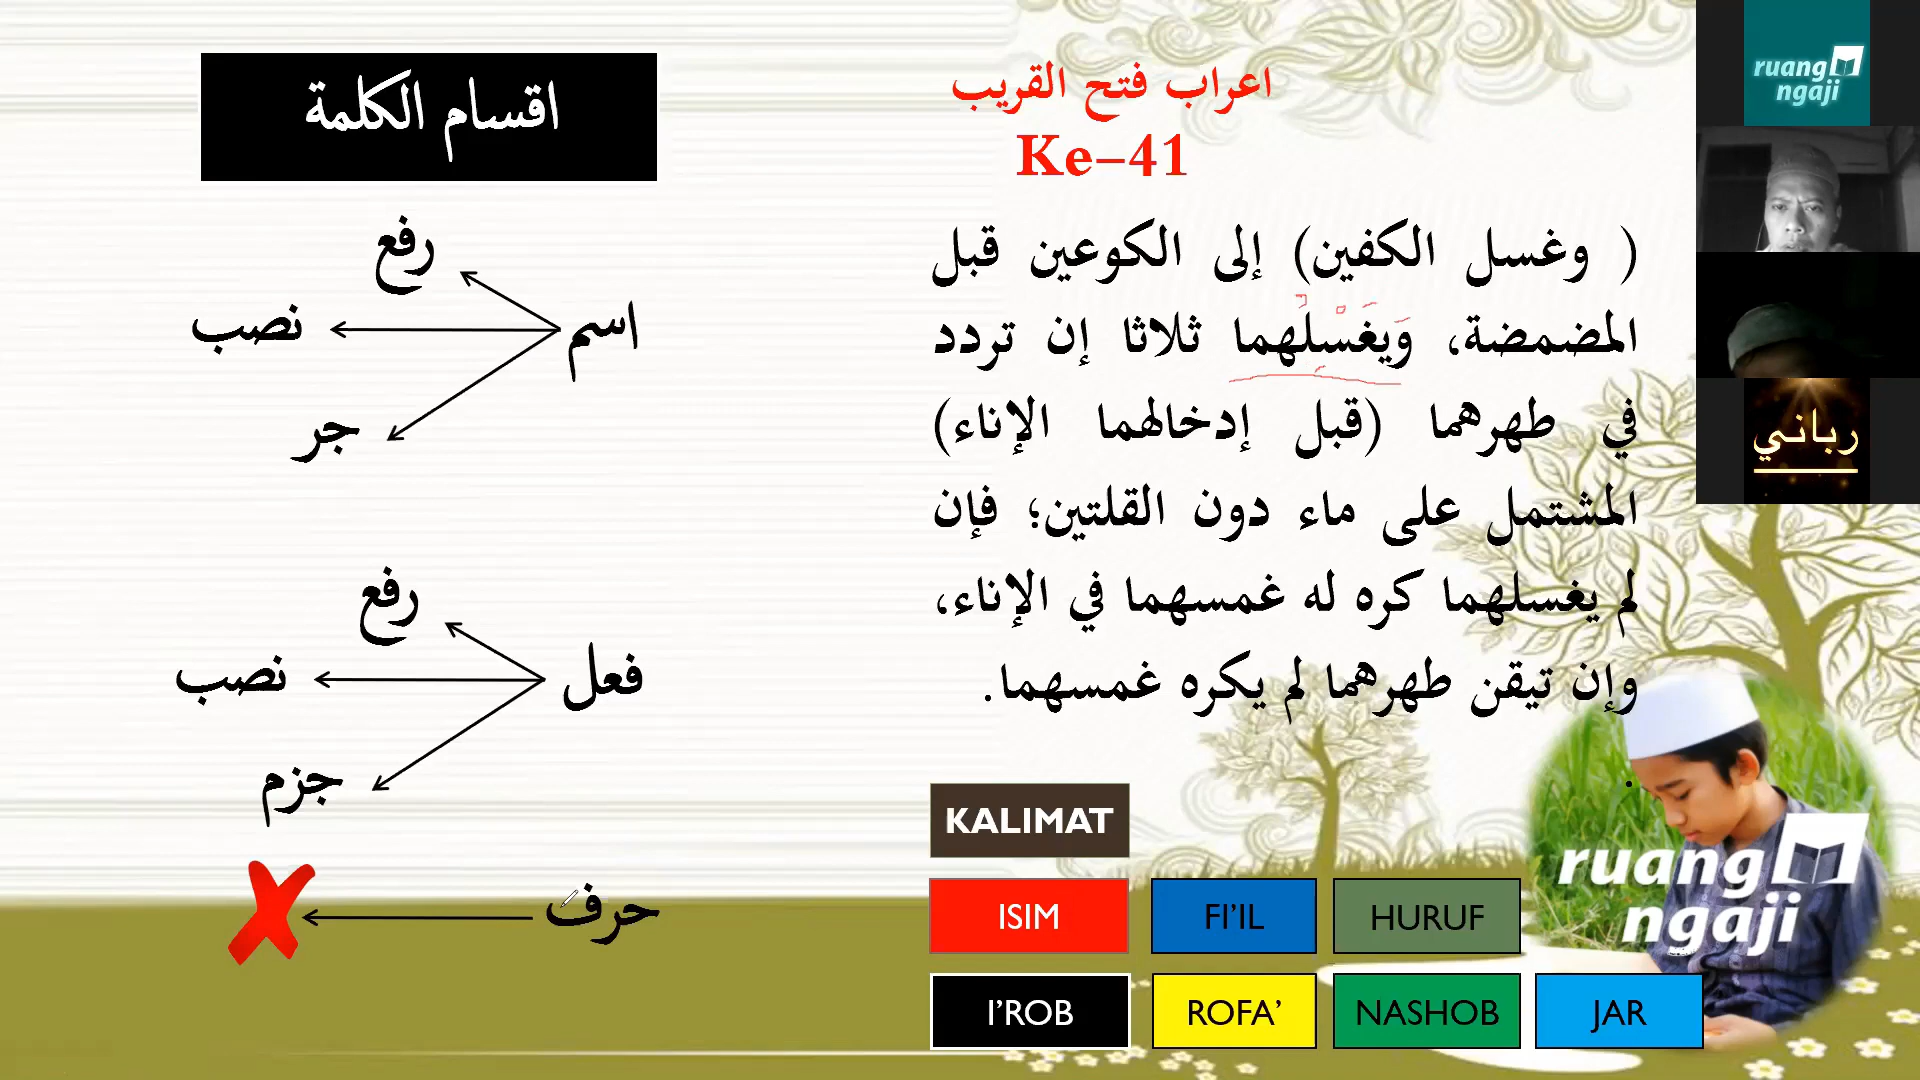 اقسام الكلمة
رفع
اسم
نصب
جر
رفع
فعل
نصب
جزم
حرف
اعراب فتح القريب
Ke-41
( وغسل الكفين) إلى الكوعين قبل
المضمضة، وَيغسلهما ثلاثا إن تردد
في طهرهما (قبل إدخالهما الإناء)
المشتمل على ماء دون القلتين؛ فإن
لم يغسلهما كره له غمسهما في الإناء،
وإن تيقن طهرهما لم يكره غمسهما.
.
KALIMAT
ISIM
FI'IL
HURUF
I'ROB
ROFA'
NASHOB
JAR
ruang
ngaji
رباني
ruang
ngaji